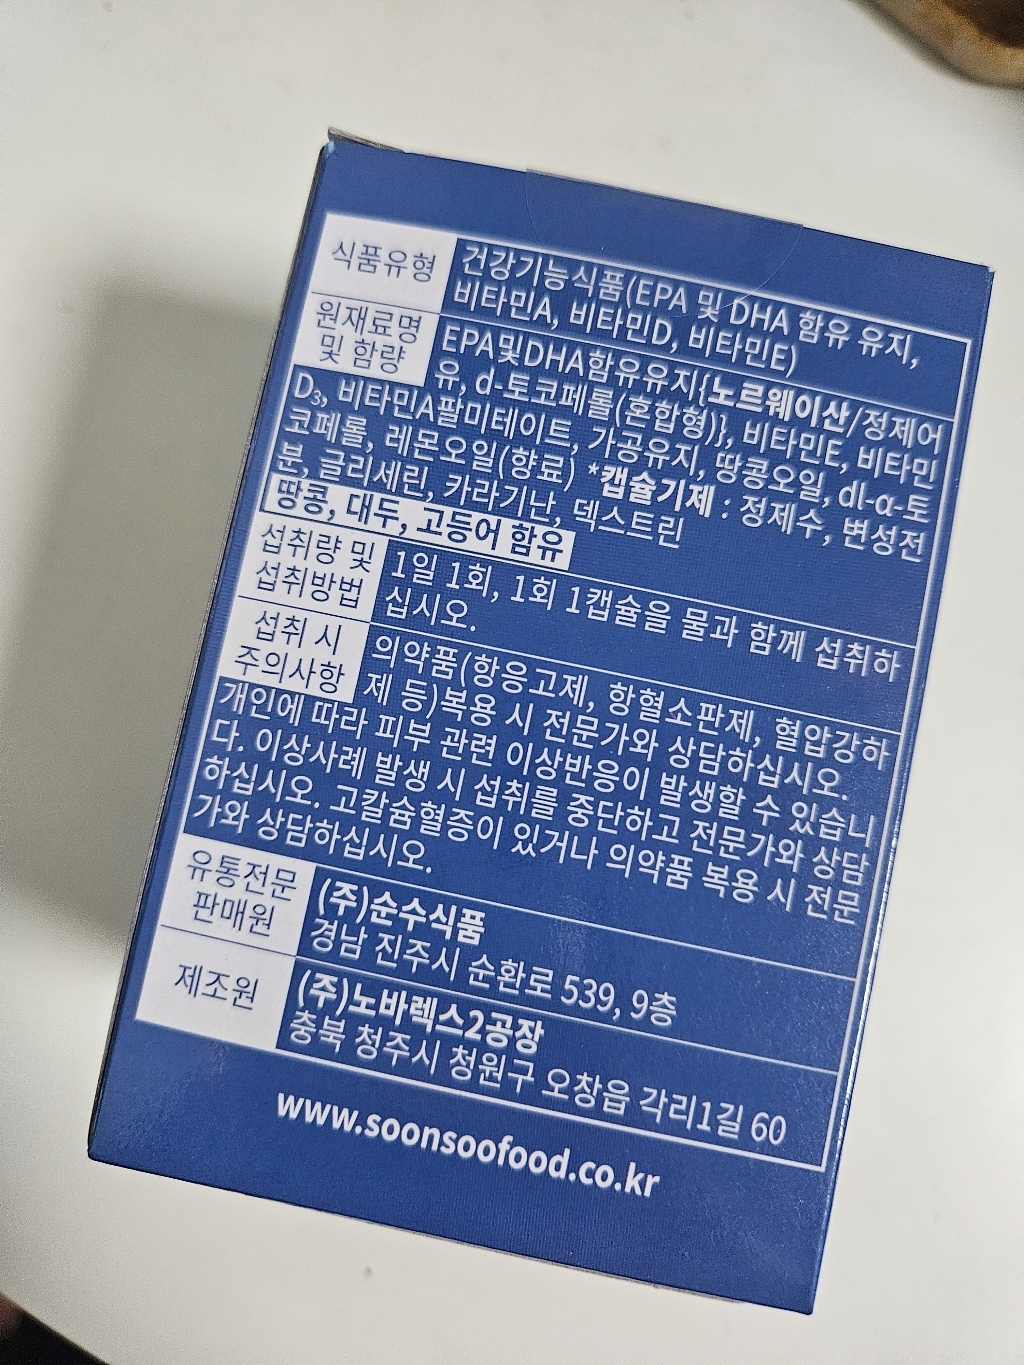 식품유형
건강기능식품(EPA 및 DHA 함유 유지,
비타민A, 비타민D, 비타민E)
원재료명
및 함량
EPA및DHA함유유지{노르웨이산/정제어
유, d-토코페롤(혼합형)}, 비타민E, 비타민
D₃, 비타민A팔미테이트, 가공유지, 땅콩오일, dl-α-토
코페롤, 레몬오일(향료) *캡슐기제 : 정제수, 변성전
분, 글리세린, 카라기난, 덱스트린
땅콩, 대두, 고등어 함유
섭취량 및
섭취방법
1일 1회, 1회 1캡슐을 물과 함께 섭취하
십시오.
섭취 시
주의사항
의약품(항응고제, 항혈소판제, 혈압강하
제 등)복용 시 전문가와 상담하십시오.
개인에 따라 피부 관련 이상반응이 발생할 수 있습니
다. 이상사례 발생 시 섭취를 중단하고 전문가와 상담
하십시오. 고칼슘혈증이 있거나 의약품 복용 시 전문
가와 상담하십시오.
유통전문
판매원
(주)순수식품
경남 진주시 순환로 539, 9층
제조원
(주)노바렉스2공장
충북 청주시 청원구 오창읍 각리1길 60
www.soonsoofood.co.kr